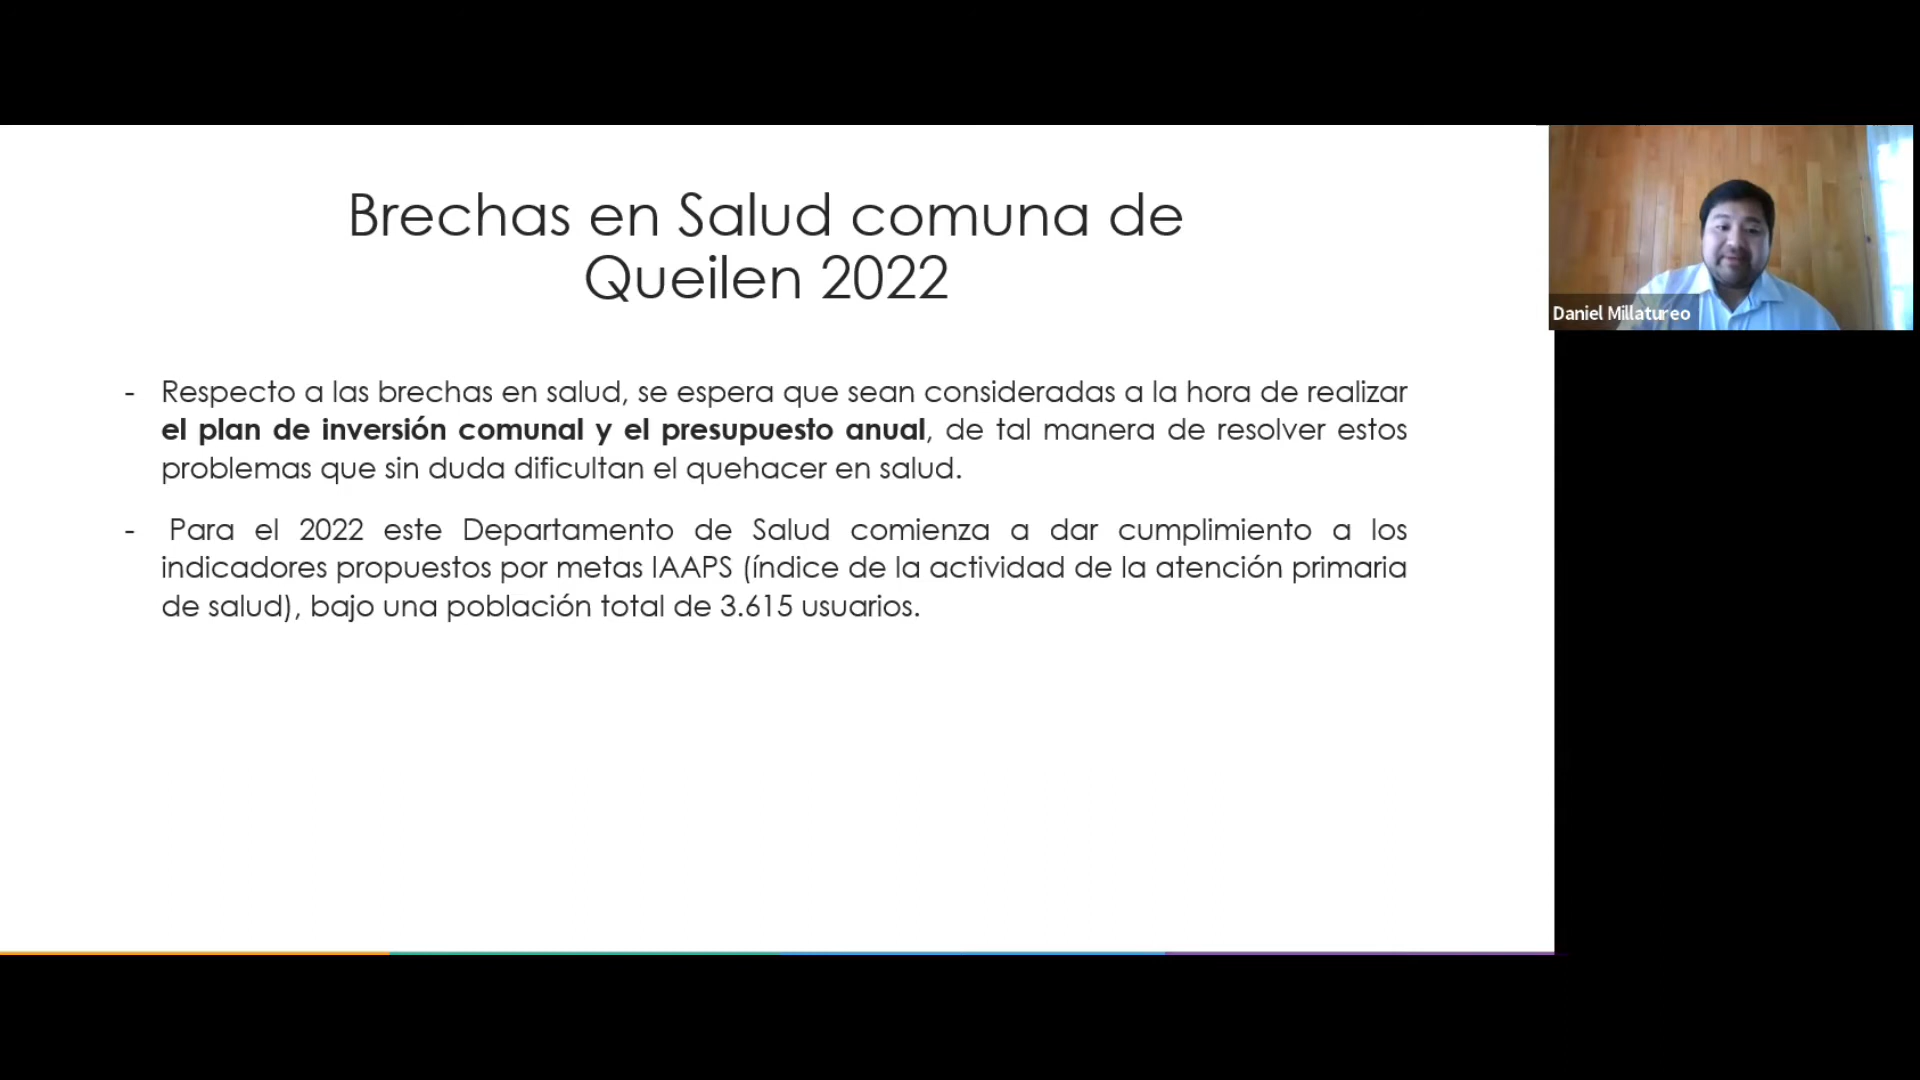 Brechas en Salud comuna de
Queilen 2022
- Respecto a las brechas en salud, se espera que sean consideradas a la hora de realizar
el plan de inversión comunal y el presupuesto anual, de tal manera de resolver estos
problemas que sin duda dificultan el quehacer en salud.
- Para el 2022 este Departamento de Salud comienza a dar cumplimiento a los
indicadores propuestos por metas IAAPS (índice de la actividad de la atención primaria
de salud), bajo una población total de 3.615 usuarios.
Daniel Millatureo